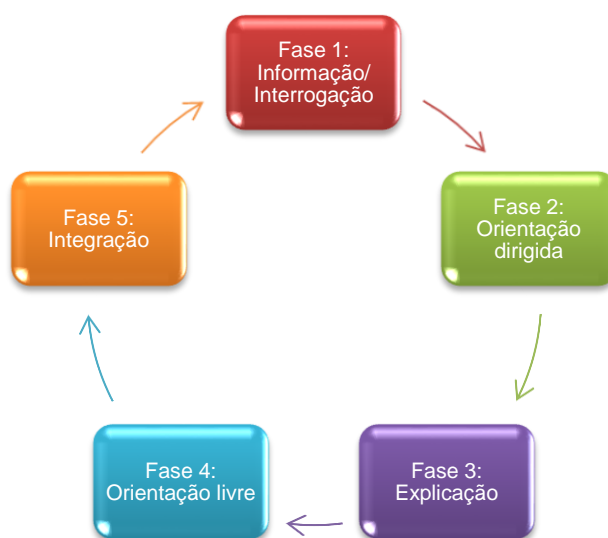 Fase 1:
Informação/
Interrogação
Fase 2:
Orientação
dirigida
Fase 3:
Explicação
Fase 4:
Orientação livre
Fase 5:
Integração